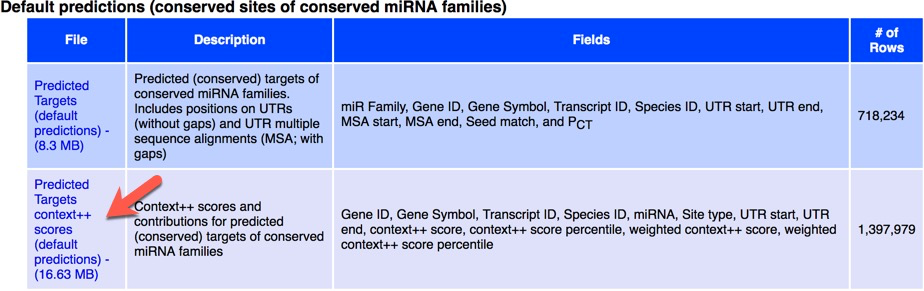 Default predictions (conserved sites of conserved miRNA families)
File
Description
Fields
# of
Rows
Predicted
Targets
(default
predictions) -
(8.3 MB)
Predicted (conserved) targets of
conserved miRNA families.
Includes positions on UTRs
(without gaps) and UTR multiple
sequence alignments (MSA; with
gaps)
miR Family, Gene ID, Gene Symbol, Transcript ID, Species ID, UTR start, UTR end,
MSA start, MSA end, Seed match, and PCT
718,234
Predicted
Targets
context++
scores
(default
predictions) -
(16.63 MB)
Context++ scores and
contributions for predicted
(conserved) targets of conserved
miRNA families
Gene ID, Gene Symbol, Transcript ID, Species ID, miRNA, Site type, UTR start, UTR
end, context++ score, context++ score percentile, weighted context++ score, weighted
context++ score percentile
1,397,979